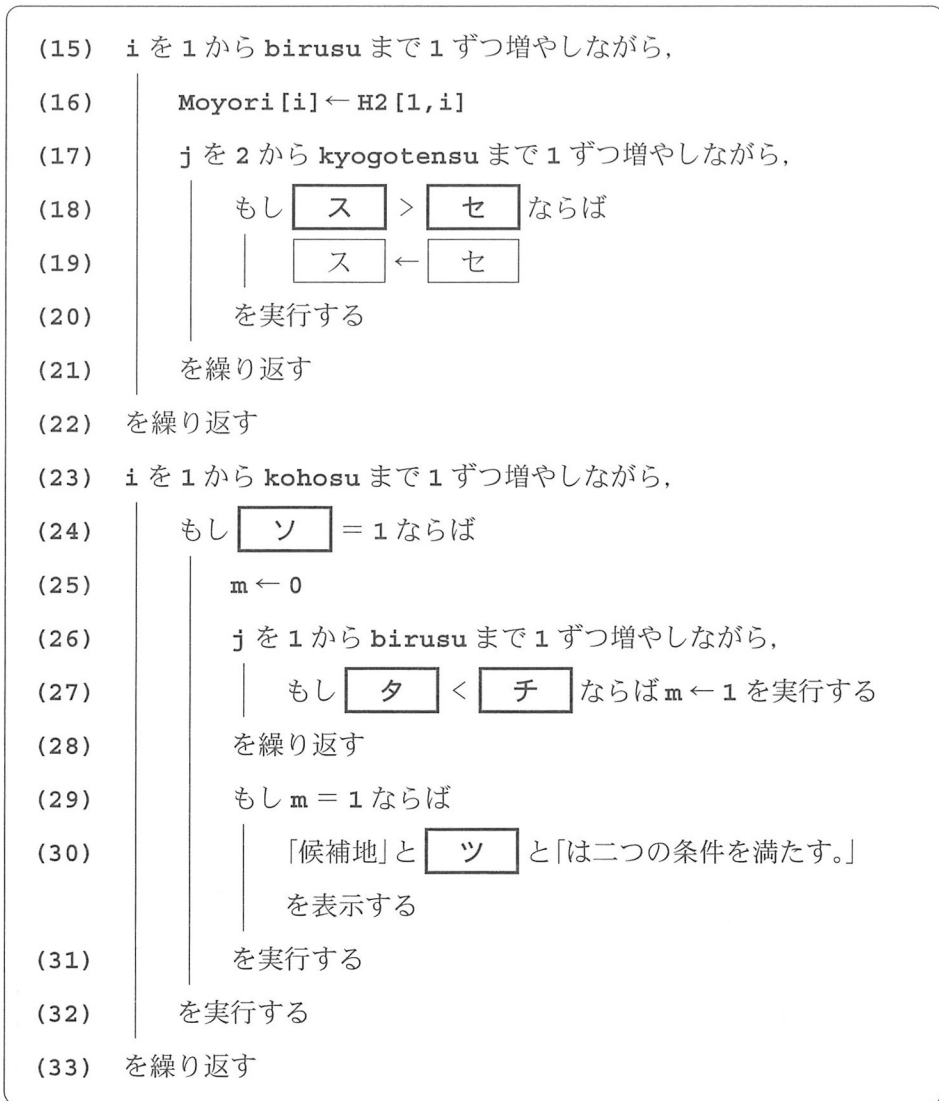 (15) i を 1 から birusu まで 1 ずつ増やしながら,
(16) Moyori[i]←H2[1,i]
(17) j を 2 から kyogotensu まで 1 ずつ増やしながら,
(18) もし ス > セ ならば
(19) ス ← セ
(20) を実行する
(21) を繰り返す
(22) を繰り返す
(23) i を 1 から kohosu まで 1 ずつ増やしながら,
(24) もし ソ = 1 ならば
(25) m ← 0
(26) j を 1 から birusu まで 1 ずつ増やしながら,
(27) もし タ < チ ならば m ← 1 を実行する
(28) を繰り返す
(29) もし m = 1 ならば
(30) 「候補地」と ツ と「は二つの条件を満たす。」
を表示する
(31) を実行する
(32) を実行する
(33) を繰り返す